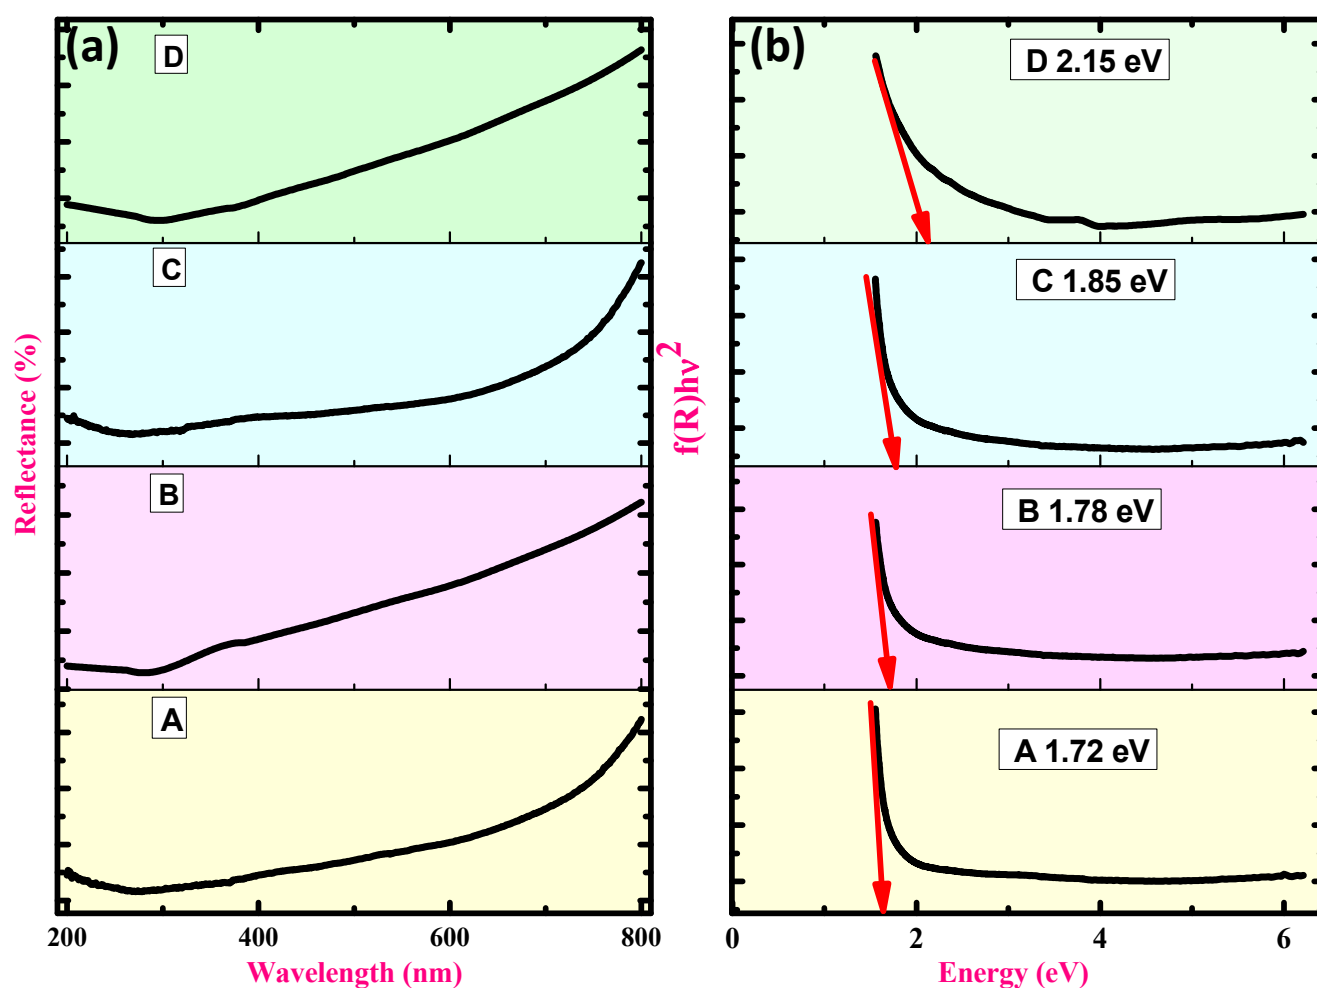 (a)
D
C
B
A
Reflectance (%)
200 400 600 800
Wavelength (nm)
(b)
D 2.15 eV
C 1.85 eV
B 1.78 eV
A 1.72 eV
f(R)hν²
0 2 4 6
Energy (eV)